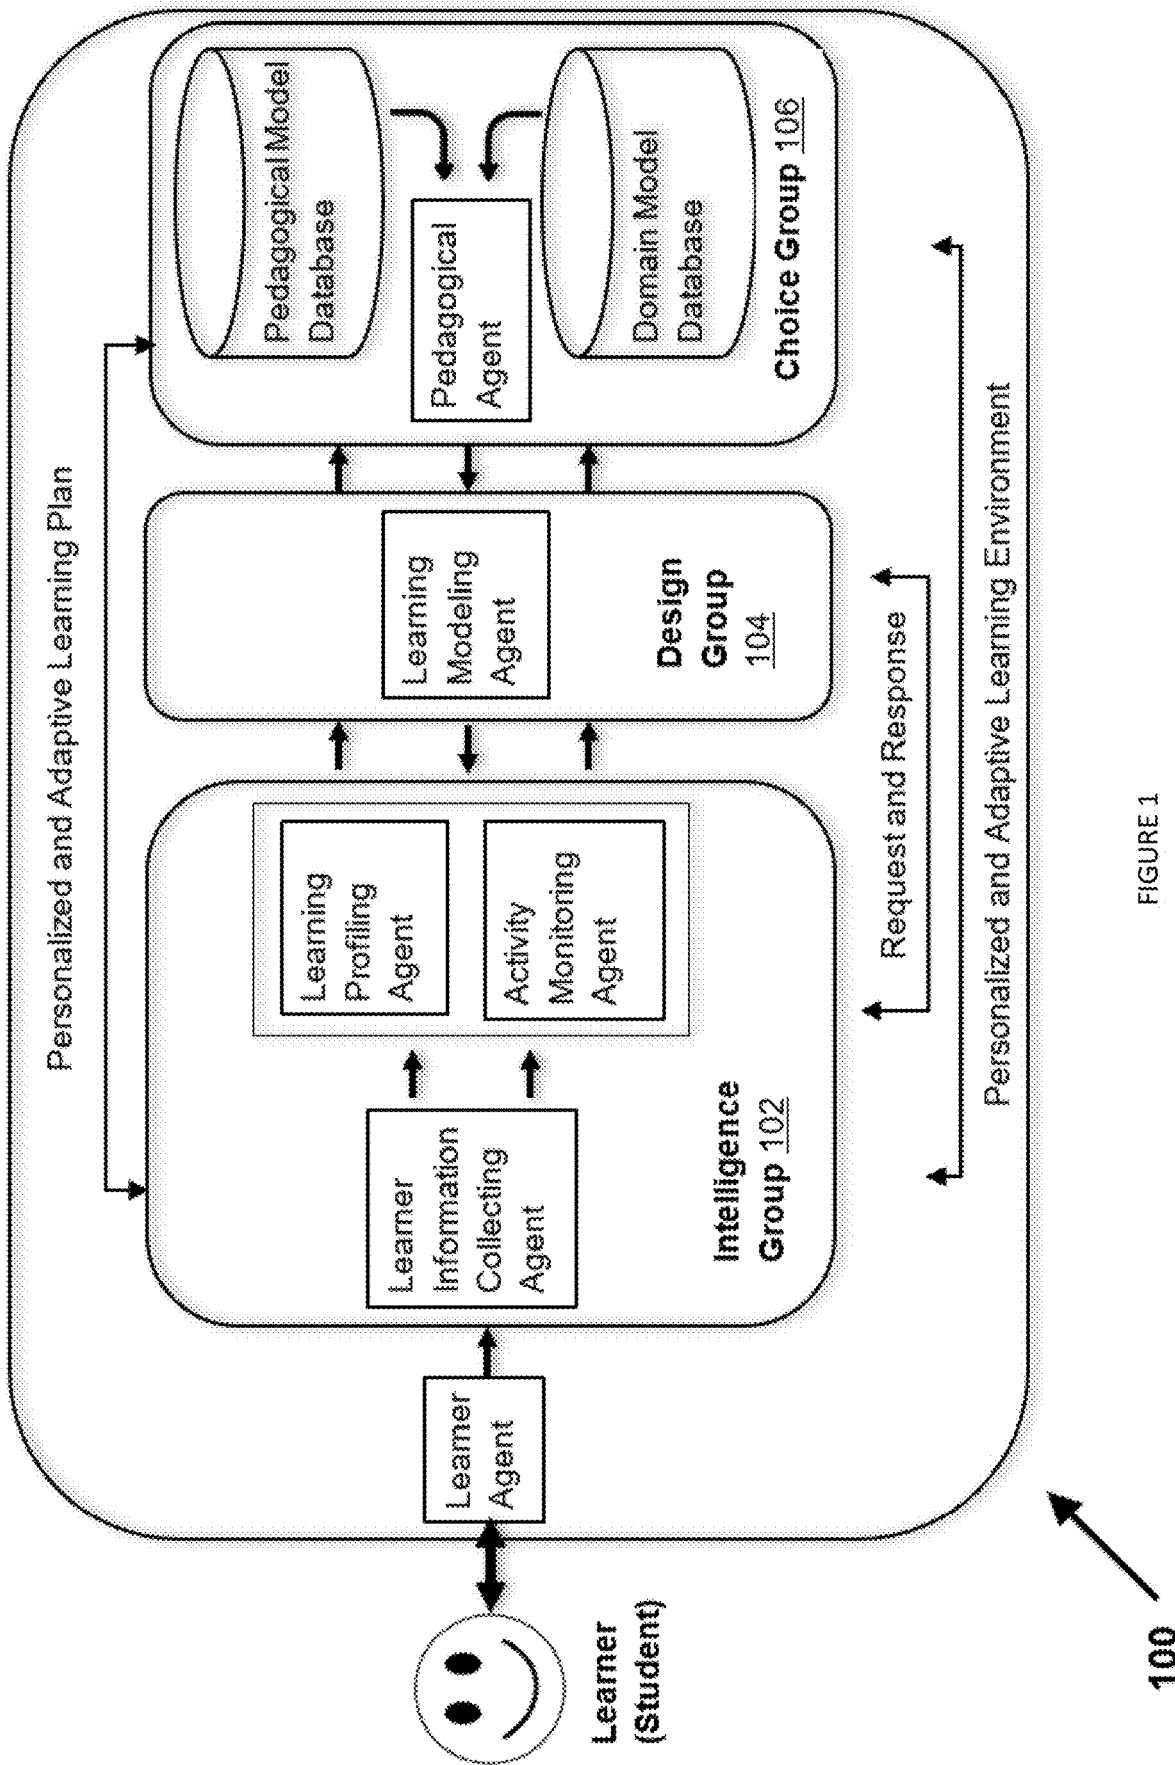 Personalized and Adaptive Learning Plan
Learner
(Student)
Learner
Agent
Learner
Information
Collecting
Agent
Learning
Profiling
Agent
Activity
Monitoring
Agent
Intelligence
Group 102
Learning
Modeling
Agent
Design
Group
104
Pedagogical Model
Database
Pedagogical
Agent
Domain Model
Database
Choice Group 106
Request and Response
Personalized and Adaptive Learning Environment
100
FIGURE 1